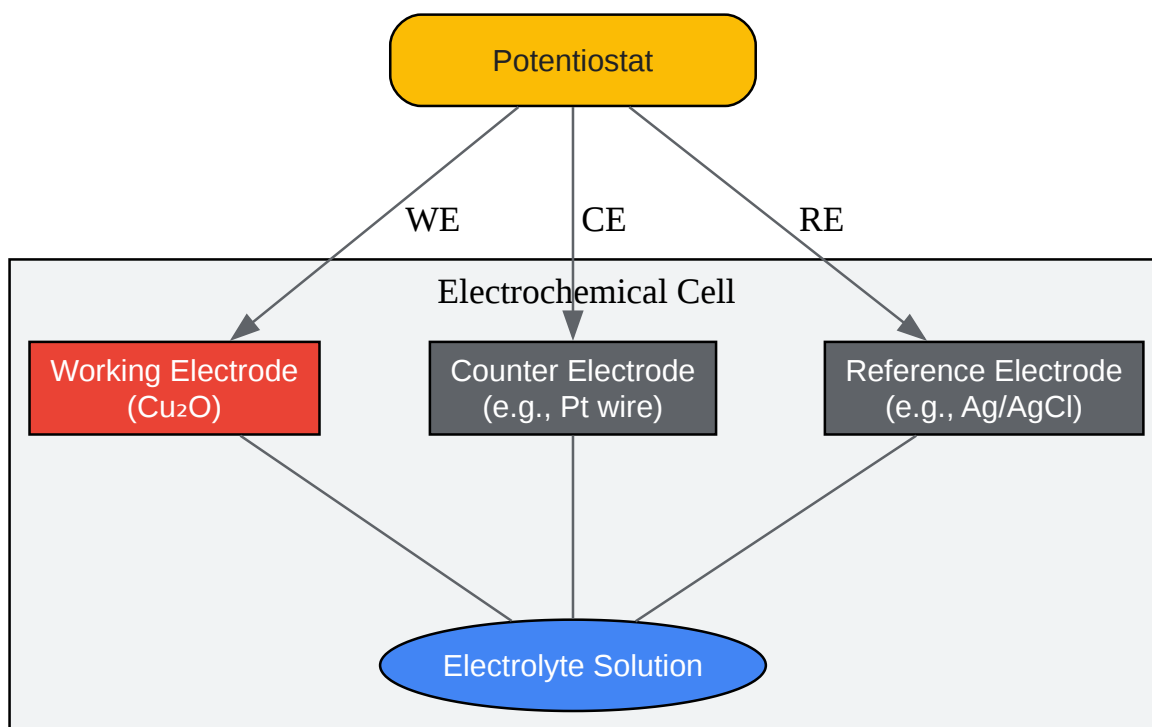 Potentiostat
WE
CE
RE
Electrochemical Cell
Working Electrode
(Cu₂O)
Counter Electrode
(e.g., Pt wire)
Reference Electrode
(e.g., Ag/AgCl)
Electrolyte Solution